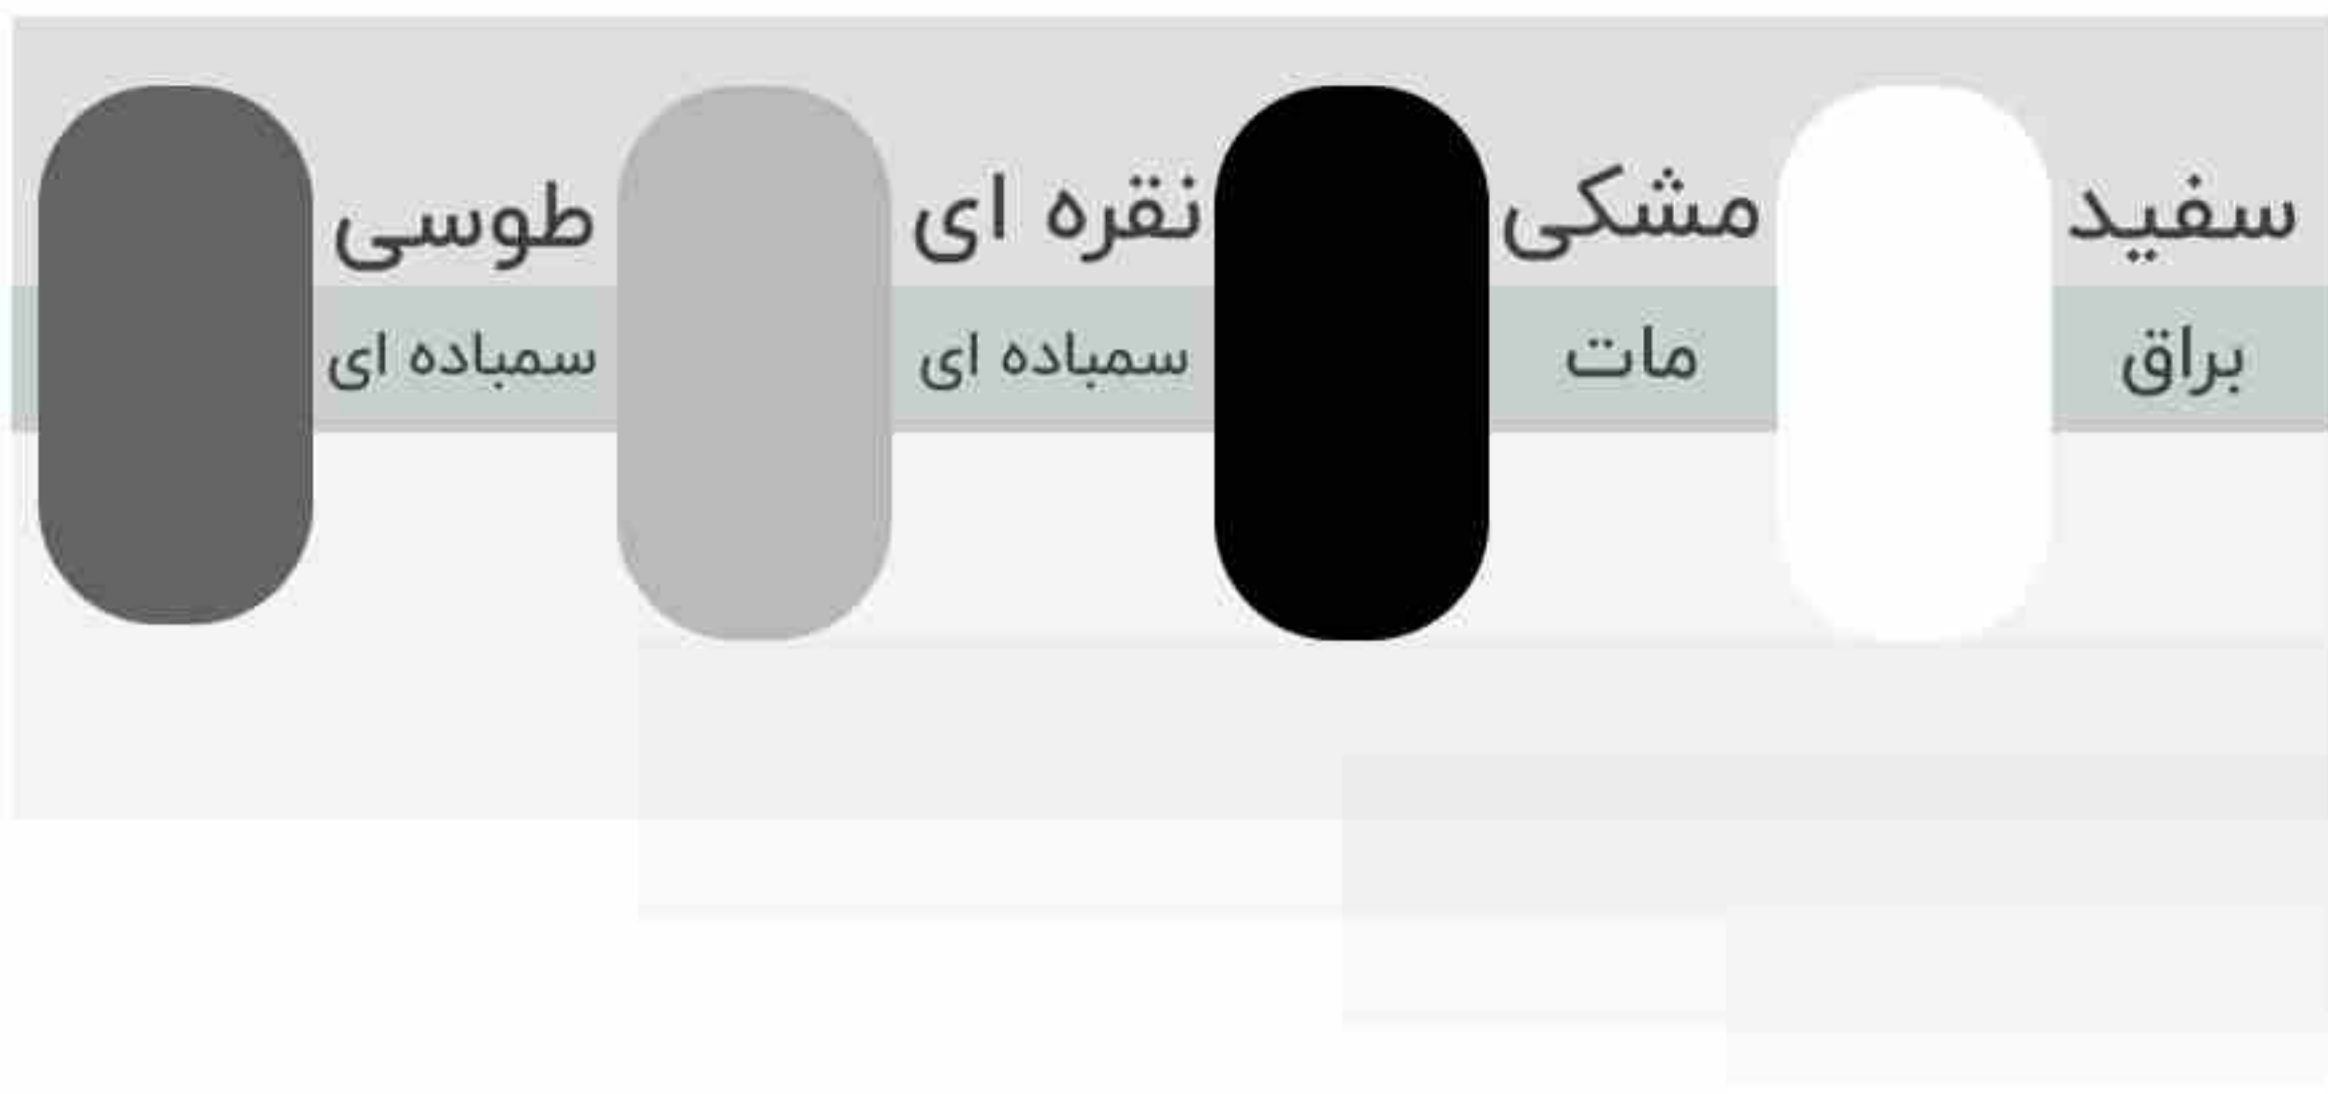 سفید مشکی نقره ای طوسی
براق مات سمباده ای سمباده ای